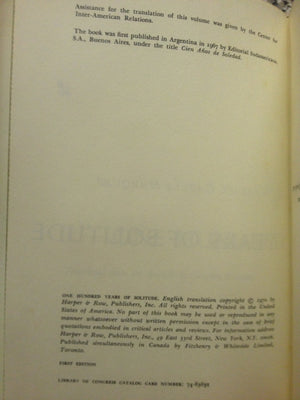 Assistance for the translation of this volume was given by the Center for
Inter-American Relations.
The book was first published in Argentina in 1967 by Editorial Sudamericana,
S.A., Buenos Aires, under the title Cien Años de Soledad.
YEARS OF SOLITUDE
ONE HUNDRED YEARS OF SOLITUDE. English translation copyright © 1970 by
Harper & Row, Publishers, Inc. All rights reserved. Printed in the United
States of America. No part of this book may be used or reproduced in any
manner whatsoever without written permission except in the case of brief
quotations embodied in critical articles and reviews. For information address
Harper & Row, Publishers, Inc., 49 East 33rd Street, New York, N.Y. 10016.
Published simultaneously in Canada by Fitzhenry & Whiteside Limited,
Toronto.
FIRST EDITION
LIBRARY OF CONGRESS CATALOG CARD NUMBER: 74-83632